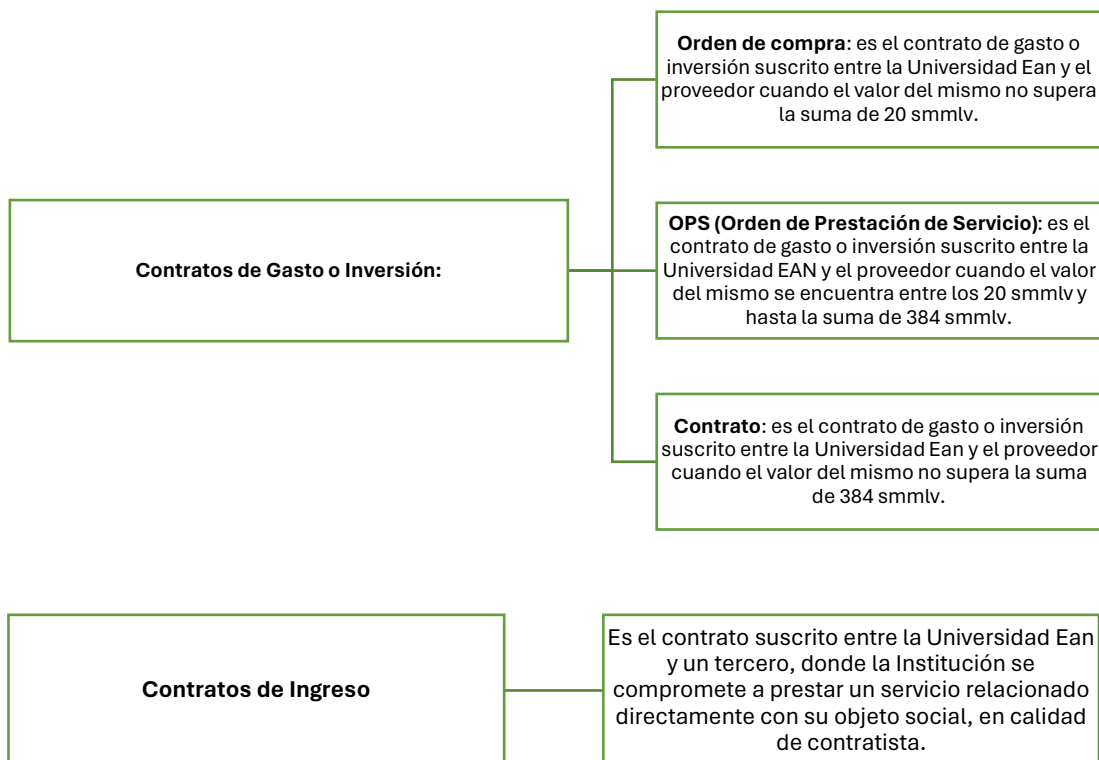 Orden de compra: es el contrato de gasto o
inversión suscrito entre la Universidad Ean y el
proveedor cuando el valor del mismo no supera
la suma de 20 smmlv.
Contratos de Gasto o Inversión:
OPS (Orden de Prestación de Servicio): es el
contrato de gasto o inversión suscrito entre la
Universidad EAN y el proveedor cuando el valor
del mismo se encuentra entre los 20 smmlv y
hasta la suma de 384 smmlv.
Contrato: es el contrato de gasto o inversión
suscrito entre la Universidad Ean y el proveedor
cuando el valor del mismo no supera la suma
de 384 smmlv.
Contratos de Ingreso
Es el contrato suscrito entre la Universidad Ean
y un tercero, donde la Institución se
compromete a prestar un servicio relacionado
directamente con su objeto social, en calidad
de contratista.